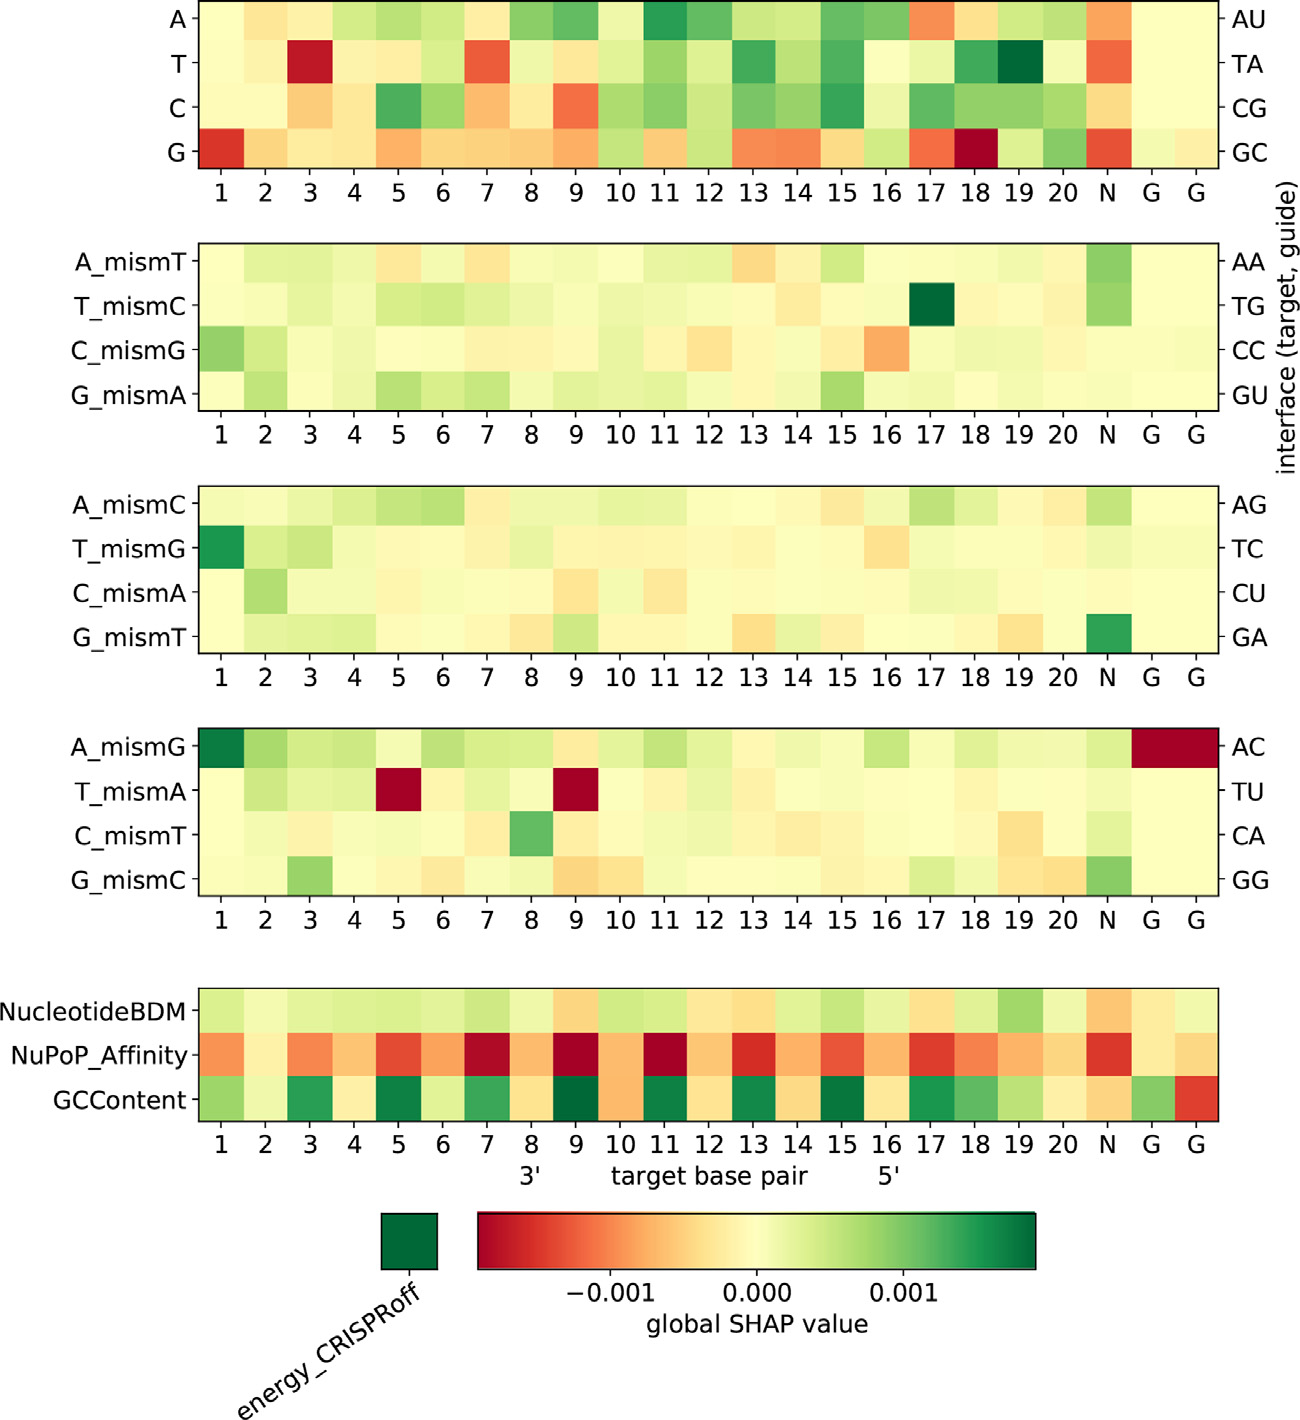 A AU
T TA
C CG
G GC
1 2 3 4 5 6 7 8 9 10 11 12 13 14 15 16 17 18 19 20 N G G
A_mismT AA
T_mismC TG
C_mismG CC
G_mismA GU
1 2 3 4 5 6 7 8 9 10 11 12 13 14 15 16 17 18 19 20 N G G
interface (target, guide)
A_mismC AG
T_mismG TC
C_mismA CU
G_mismT GA
1 2 3 4 5 6 7 8 9 10 11 12 13 14 15 16 17 18 19 20 N G G
A_mismG AC
T_mismA TU
C_mismT CA
G_mismC GG
1 2 3 4 5 6 7 8 9 10 11 12 13 14 15 16 17 18 19 20 N G G
NucleotideBDM
NuPoP_Affinity
GCContent
1 2 3 4 5 6 7 8 9 10 11 12 13 14 15 16 17 18 19 20 N G G
3' target base pair 5'
energy_CRISPRoff
−0.001 0.000 0.001
global SHAP value